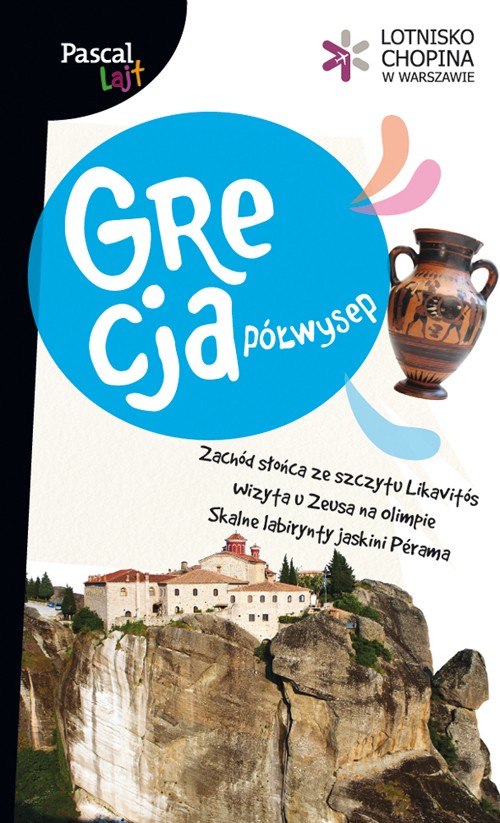 Pascal
Lajt
LOTNISKO
CHOPINA
W WARSZAWIE
GRe
cja
PÓŁWYSEP
Zachód słońca ze szczytu Likavitós
Wizyta u Zeusa na olimpie
Skalne labirynty jaskini Pérama